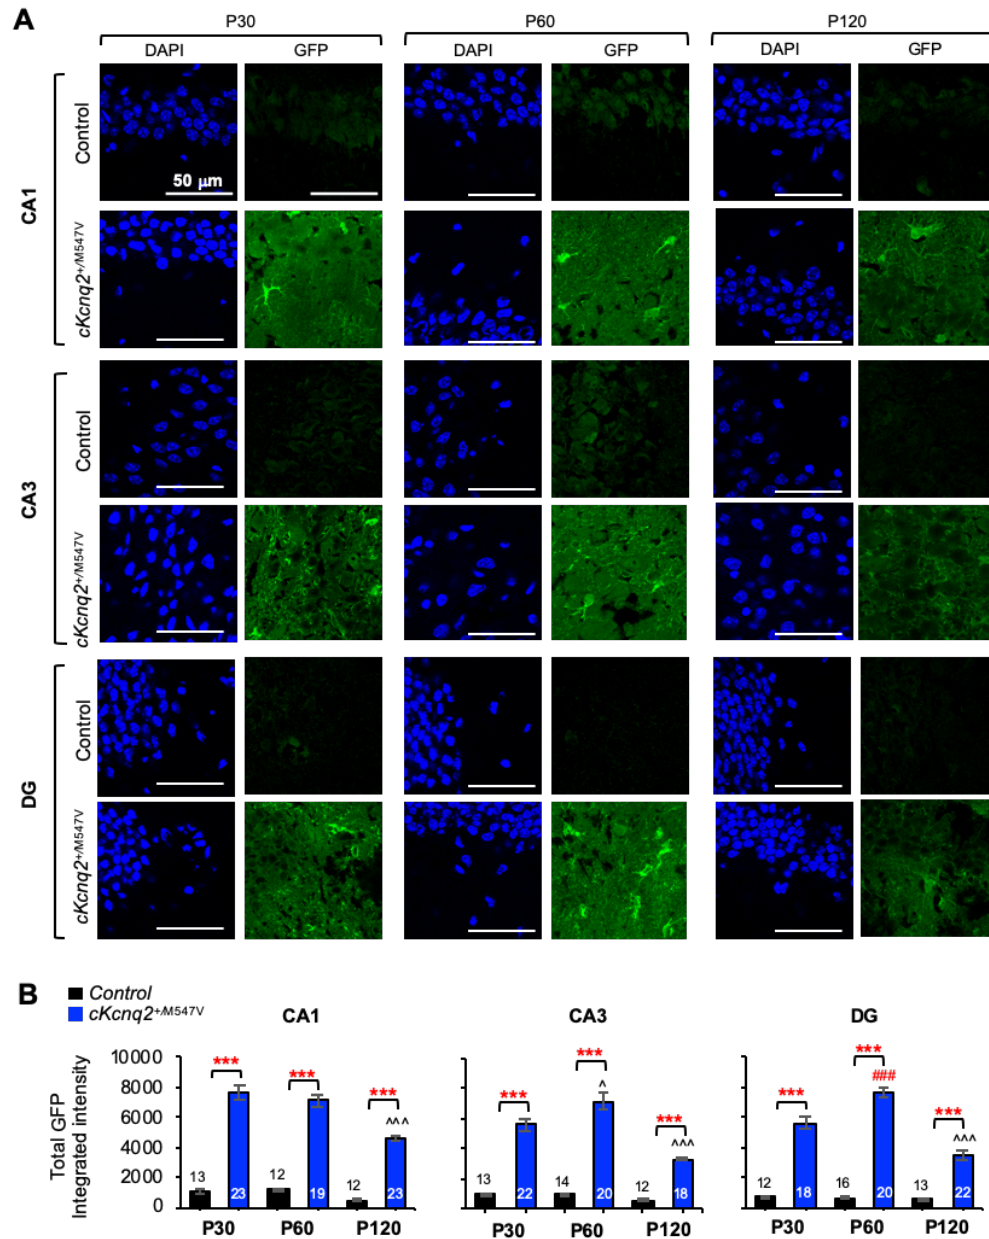 A
P30 P60 P120
DAPI GFP DAPI GFP DAPI GFP
CA1
Control
50 μm
cKcnq2+/M547V
CA3
Control
cKcnq2+/M547V
DG
Control
cKcnq2+/M547V
B
Control
cKcnq2+/M547V
CA1 CA3 DG
Total GFP
Integrated intensity
10000
8000
6000
4000
2000
0
*** *** *** ^^^
13 23 12 19 12 23
P30 P60 P120
*** *** ^ *** ^^^
13 22 14 20 12 18
P30 P60 P120
*** *** ### *** ^^^
12 18 16 20 13 22
P30 P60 P120